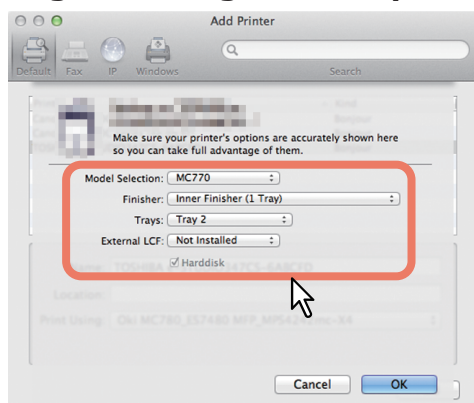 Add Printer
Default Fax IP Windows Search
Make sure your printer's options are accurately shown here
so you can take full advantage of them.
Model Selection: MC770
Finisher: Inner Finisher (1 Tray)
Trays: Tray 2
External LCF: Not Installed
Harddisk
Location:
Print Using: Oki MC780_ES7480 MFP
Cancel OK